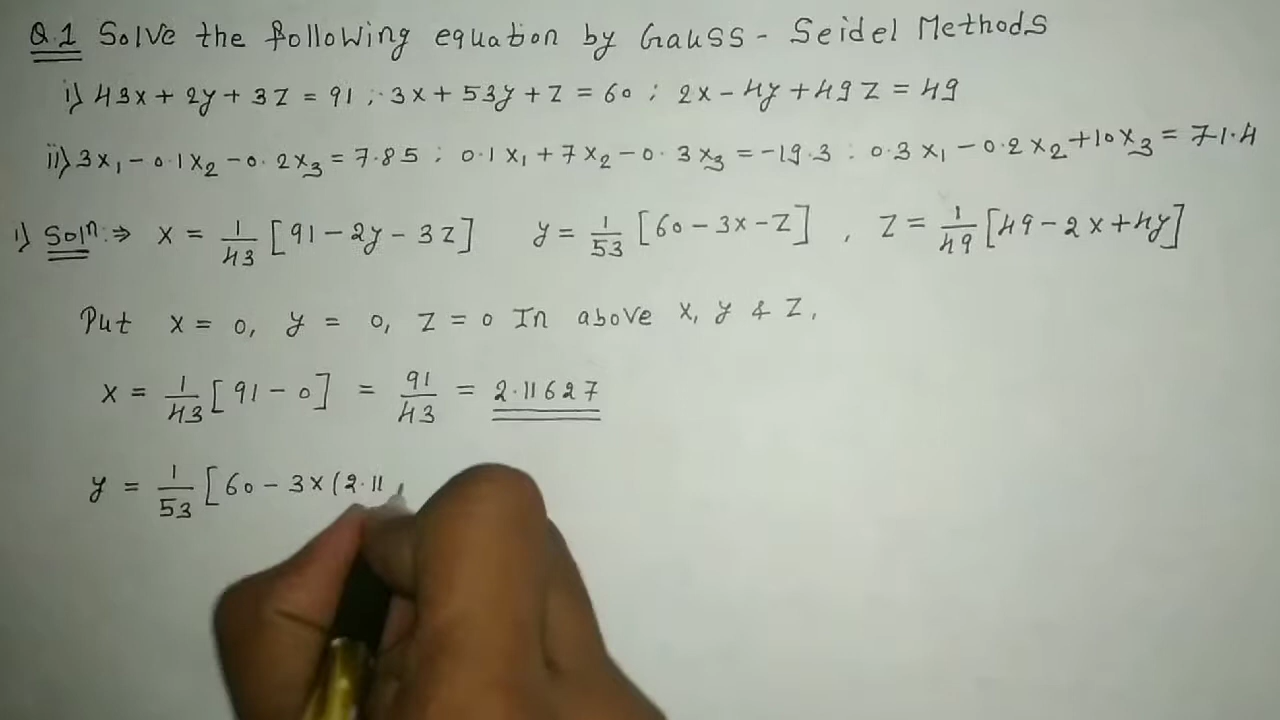 Q.1 Solve the following equation by Gauss - Seidel Methods
i) 43x + 2y + 3z = 91 ; 3x + 53y + z = 60 ; 2x - 4y + 49z = 49
ii) 3x₁ - 0.1x₂ - 0.2x₃ = 7.85 ; 0.1x₁ + 7x₂ - 0.3x₃ = -19.3 : 0.3x₁ - 0.2x₂ + 10x₃ = 71.4
i) Solⁿ: ⇒ x = 1/43 [91 - 2y - 3z] y = 1/53 [60 - 3x - z] , z = 1/49 [49 - 2x + 4y]
Put x = 0, y = 0, z = 0 In above x, y & z.
x = 1/43 [91 - 0] = 91/43 = 2.11627
y = 1/53 [60 - 3 × (2.11